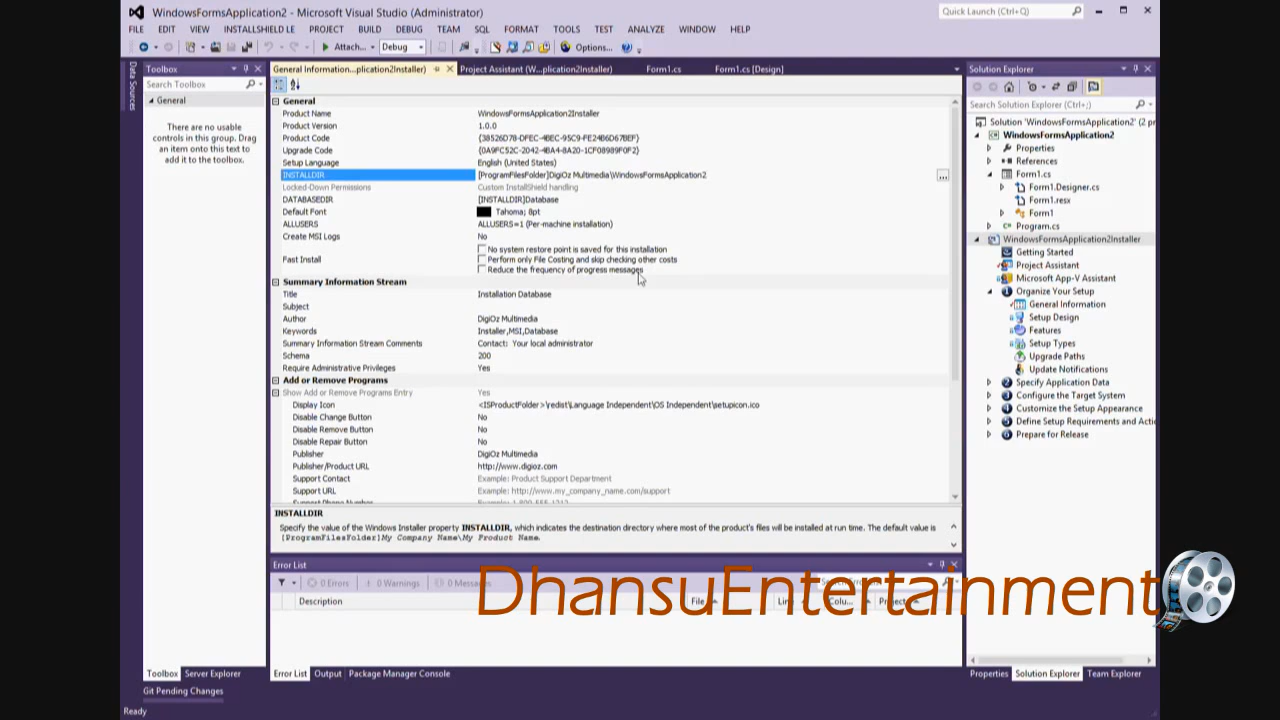 WindowsFormsApplication2 - Microsoft Visual Studio (Administrator)
Quick Launch (Ctrl+Q)
FILE EDIT VIEW INSTALLSHIELD LE PROJECT BUILD DEBUG TEAM SQL FORMAT TOOLS TEST ANALYZE WINDOW HELP
Attach... Debug Options...
Data Sources
Toolbox
Search Toolbox
General
There are no usable
controls in this group. Drag
an item onto this text to
add it to the toolbox.
General Information...plication2Installer) Project Assistant (W...plication2Installer) Form1.cs Form1.cs [Design]
General
Product Name WindowsFormsApplication2Installer
Product Version 1.0.0
Product Code {38526D78-DFEC-4BEC-95C9-FE24B6D67BEF}
Upgrade Code {0A9FC52C-2042-4BA4-8A20-1CF08989F0F2}
Setup Language English (United States)
INSTALLDIR [ProgramFilesFolder]DigiOz Multimedia\WindowsFormsApplication2
Locked-Down Permissions Custom InstallShield handling
DATABASEDIR [INSTALLDIR]Database
Default Font Tahoma; 8pt
ALLUSERS ALLUSERS=1 (Per-machine installation)
Create MSI Logs No
No system restore point is saved for this installation
Fast Install Perform only File Costing and skip checking other costs
Reduce the frequency of progress messages
Summary Information Stream
Title Installation Database
Subject
Author DigiOz Multimedia
Keywords Installer,MSI,Database
Summary Information Stream Comments Contact: Your local administrator
Schema 200
Require Administrative Privileges Yes
Add or Remove Programs
Show Add or Remove Programs Entry Yes
Display Icon <ISProductFolder>\redist\Language Independent\OS Independent\setupicon.ico
Disable Change Button No
Disable Remove Button No
Disable Repair Button No
Publisher DigiOz Multimedia
Publisher/Product URL http://www.digioz.com
Support Contact Example: Product Support Department
Support URL Example: http://www.my_company_name.com/support
INSTALLDIR
Specify the value of the Windows Installer property INSTALLDIR, which indicates the destination directory where most of the product's files will be installed at run time. The default value is
[ProgramFilesFolder]My Company Name\My Product Name.
Error List
0 Errors 0 Warnings 0 Messages
Description File Line Colu... Project
DhansuEntertainment
Solution Explorer
Search Solution Explorer (Ctrl+;)
Solution 'WindowsFormsApplication2' (2 pr
WindowsFormsApplication2
Properties
References
Form1.cs
Form1.Designer.cs
Form1.resx
Form1
Program.cs
WindowsFormsApplication2Installer
Getting Started
Project Assistant
Microsoft App-V Assistant
Organize Your Setup
General Information
Setup Design
Features
Setup Types
Upgrade Paths
Update Notifications
Specify Application Data
Configure the Target System
Customize the Setup Appearance
Define Setup Requirements and Actio
Prepare for Release
Toolbox Server Explorer Error List Output Package Manager Console Properties Solution Explorer Team Explorer
Git Pending Changes
Ready